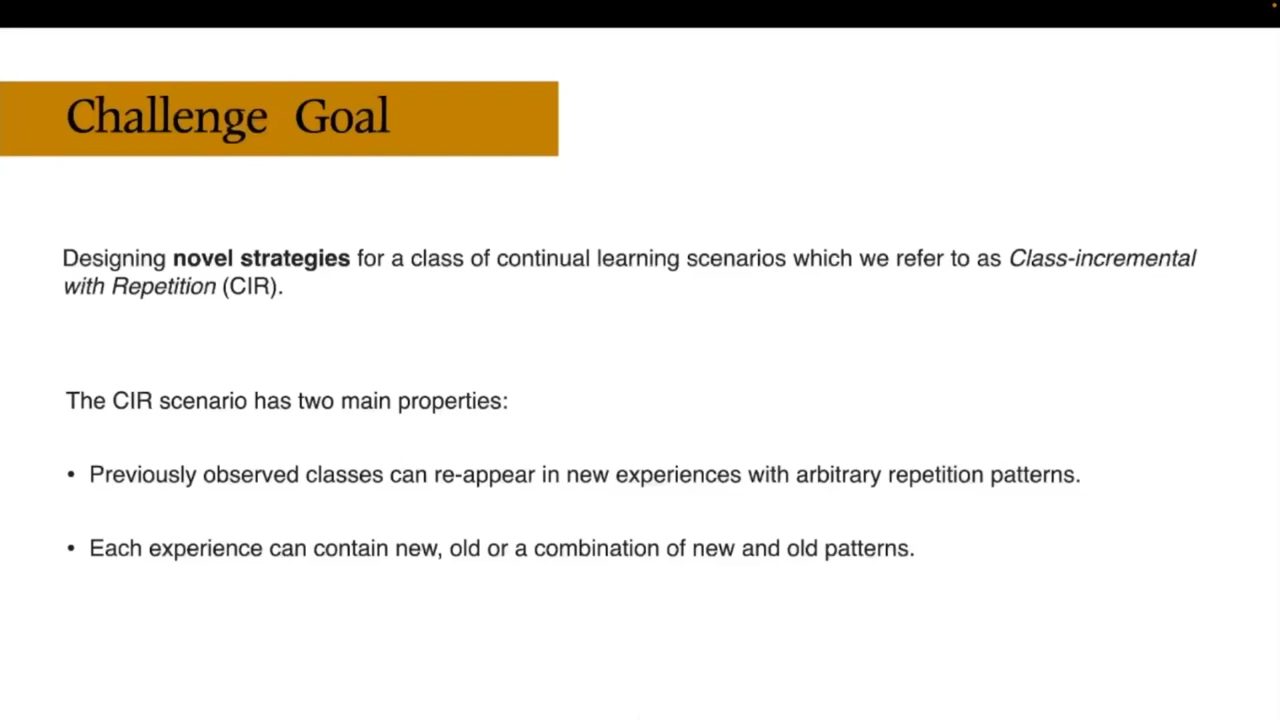 Challenge Goal
Designing novel strategies for a class of continual learning scenarios which we refer to as Class-incremental
with Repetition (CIR).
The CIR scenario has two main properties:
• Previously observed classes can re-appear in new experiences with arbitrary repetition patterns.
• Each experience can contain new, old or a combination of new and old patterns.